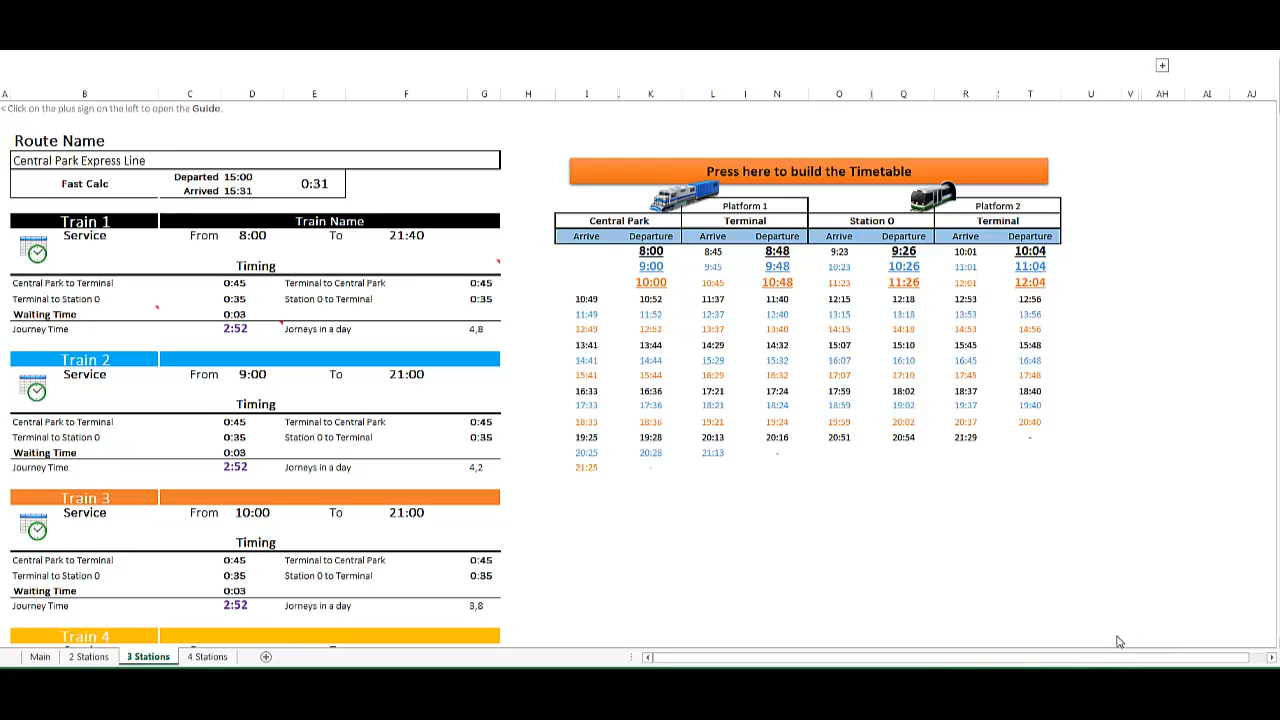 A B C D E F G H I K L N O Q R T U V AH AI AJ
< Click on the plus sign on the left to open the Guide.
Route Name
Central Park Express Line
Fast Calc Departed 15:00 0:31
Arrived 15:31
Train 1 Train Name
Service From 8:00 To 21:40
Timing
Central Park to Terminal 0:45 Terminal to Central Park 0:45
Terminal to Station 0 0:35 Station 0 to Terminal 0:35
Waiting Time 0:03
Journey Time 2:52 Jorneys in a day 4,8
Train 2
Service From 9:00 To 21:00
Timing
Central Park to Terminal 0:45 Terminal to Central Park 0:45
Terminal to Station 0 0:35 Station 0 to Terminal 0:35
Waiting Time 0:03
Journey Time 2:52 Jorneys in a day 4,2
Train 3
Service From 10:00 To 21:00
Timing
Central Park to Terminal 0:45 Terminal to Central Park 0:45
Terminal to Station 0 0:35 Station 0 to Terminal 0:35
Waiting Time 0:03
Journey Time 2:52 Jorneys in a day 3,8
Train 4
Press here to build the Timetable
Platform 1 Platform 2
Central Park Terminal Station 0 Terminal
Arrive Departure Arrive Departure Arrive Departure Arrive Departure
8:00 8:45 8:48 9:23 9:26 10:01 10:04
9:00 9:45 9:48 10:23 10:26 11:01 11:04
10:00 10:45 10:48 11:23 11:26 12:01 12:04
10:49 10:52 11:37 11:40 12:15 12:18 12:53 12:56
11:49 11:52 12:37 12:40 13:15 13:18 13:53 13:56
12:49 12:52 13:37 13:40 14:15 14:18 14:53 14:56
13:41 13:44 14:29 14:32 15:07 15:10 15:45 15:48
14:41 14:44 15:29 15:32 16:07 16:10 16:45 16:48
15:41 15:44 16:29 16:32 17:07 17:10 17:45 17:48
16:33 16:36 17:21 17:24 17:59 18:02 18:37 18:40
17:33 17:36 18:21 18:24 18:59 19:02 19:37 19:40
18:33 18:36 19:21 19:24 19:59 20:02 20:37 20:40
19:25 19:28 20:13 20:16 20:51 20:54 21:29 -
20:25 20:28 21:13 -
21:25 -
Main 2 Stations 3 Stations 4 Stations